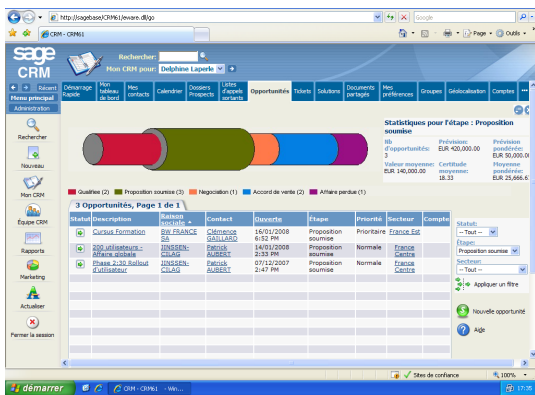 http://sagebase/CRM61/eware.dll/go
Google
CRM - CRM61
Page
Outils
sage
CRM
Rechercher:
Mon CRM pour: Delphine Laperle
Récent
Menu principal
Administration
Démarrage Rapide
Mon tableau de bord
Mes contacts
Calendrier
Dossiers Prospects
Listes d'appels sortants
Opportunités
Tickets
Solutions
Documents partagés
Mes préférences
Groupes
Géolocalisation
Comptes
Rechercher
Nouveau
Mon CRM
Équipe CRM
Rapports
Marketing
Actualiser
Fermer la session
Statistiques pour l'étape : Proposition soumise
Nb d'opportunités: 3
Prévision: EUR 420,000.00
Prévision pondérée: EUR 50,000.0
Valeur moyenne: EUR 140,000.00
Certitude moyenne: 18.33
Moyenne pondérée: EUR 25,666.6
Qualifiée (2)
Proposition soumise (3)
Negociation (1)
Accord de vente (2)
Affaire perdue (1)
3 Opportunités, Page 1 de 1
Statut Description Raison sociale Contact Ouverte Étape Priorité Secteur Compte
Cursus Formation BW FRANCE SA Clémence GAILLARD 16/01/2008 6:52 PM Proposition soumise Prioritaire France Est
200 utilisateurs - Affaire globale JINSSEN-CILAG Patrick AUBERT 14/01/2008 2:33 PM Proposition soumise Normale France Centre
Phase 2:30 Rollout d'utilisateur JINSSEN-CILAG Patrick AUBERT 07/12/2007 2:47 PM Proposition soumise Normale France Centre
Statut:
-- Tout --
Étape:
Proposition soumise
Secteur:
-- Tout --
Appliquer un filtre
Nouvelle opportunité
Aide
Sites de confiance
100%
démarrer
CRM - CRM61 - Win...
17:35